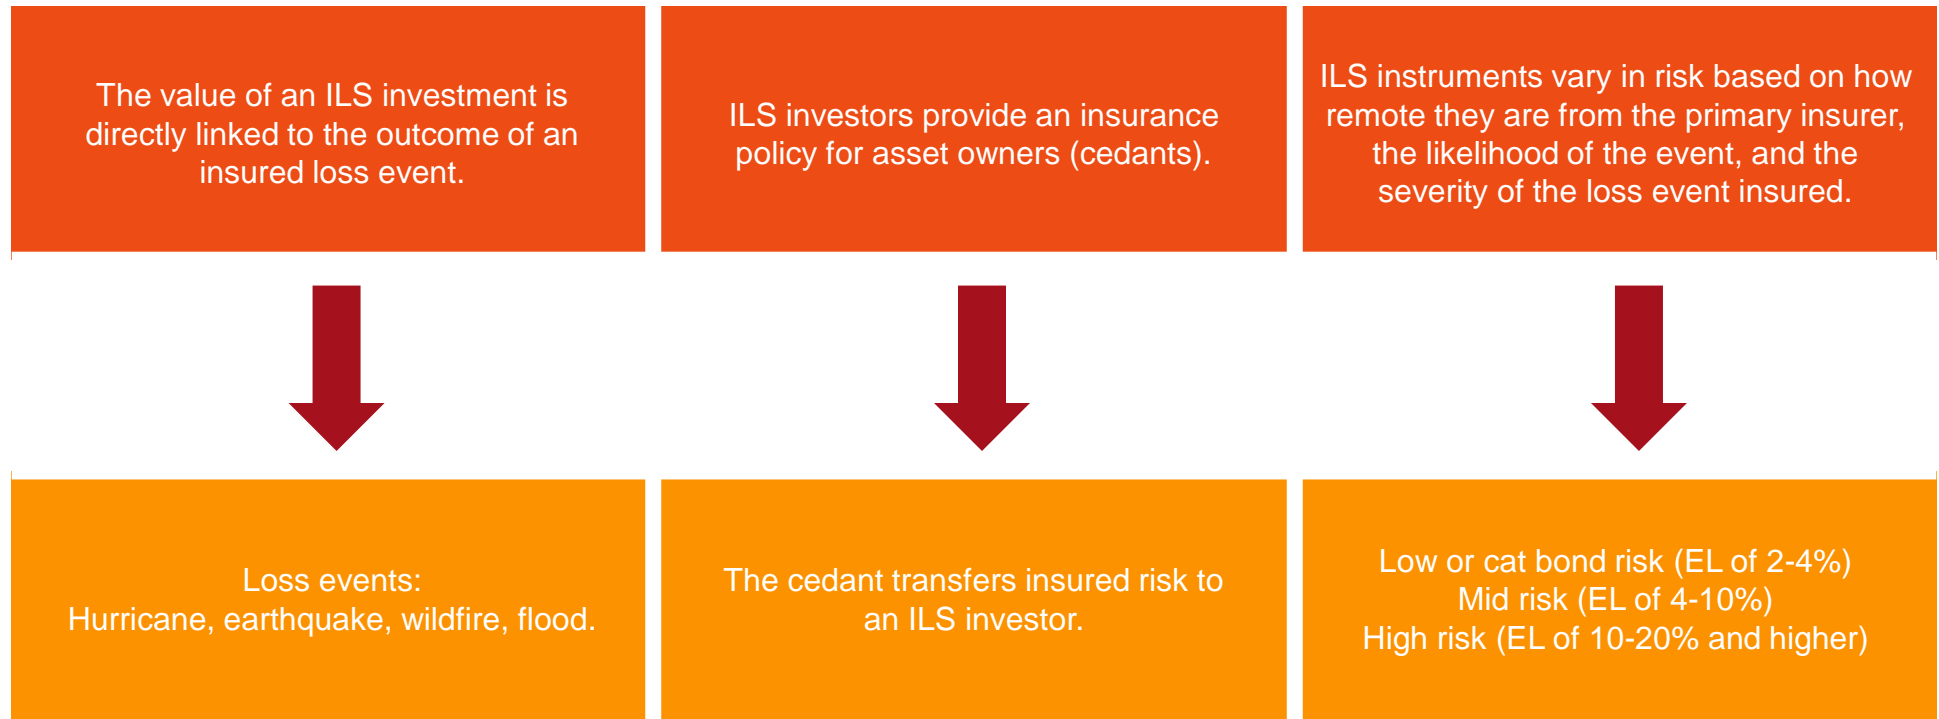 The value of an ILS investment is
directly linked to the outcome of an
insured loss event.
ILS investors provide an insurance
policy for asset owners (cedants).
ILS instruments vary in risk based on how
remote they are from the primary insurer,
the likelihood of the event, and the
severity of the loss event insured.
Loss events:
Hurricane, earthquake, wildfire, flood.
The cedant transfers insured risk to
an ILS investor.
Low or cat bond risk (EL of 2-4%)
Mid risk (EL of 4-10%)
High risk (EL of 10-20% and higher)